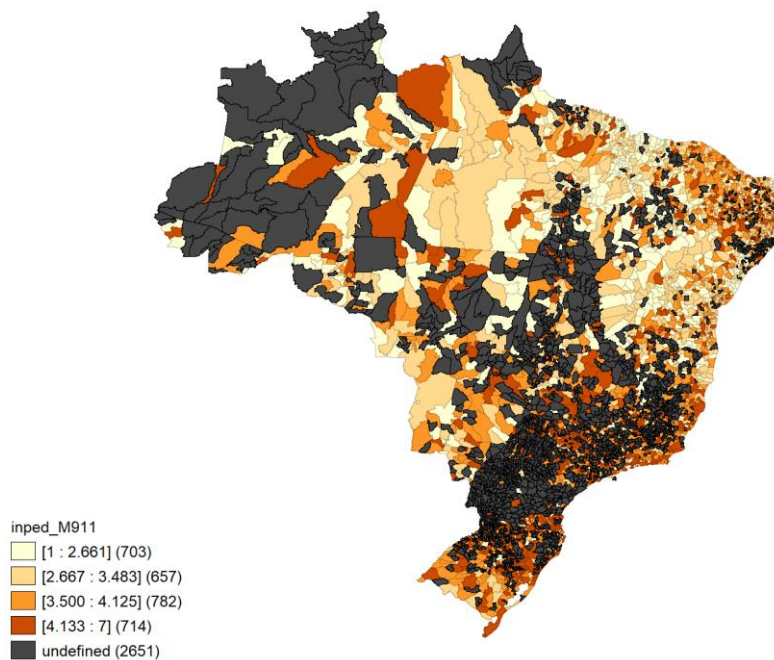 inped_M911
[1 : 2.661] (703)
[2.667 : 3.483] (657)
[3.500 : 4.125] (782)
[4.133 : 7] (714)
undefined (2651)